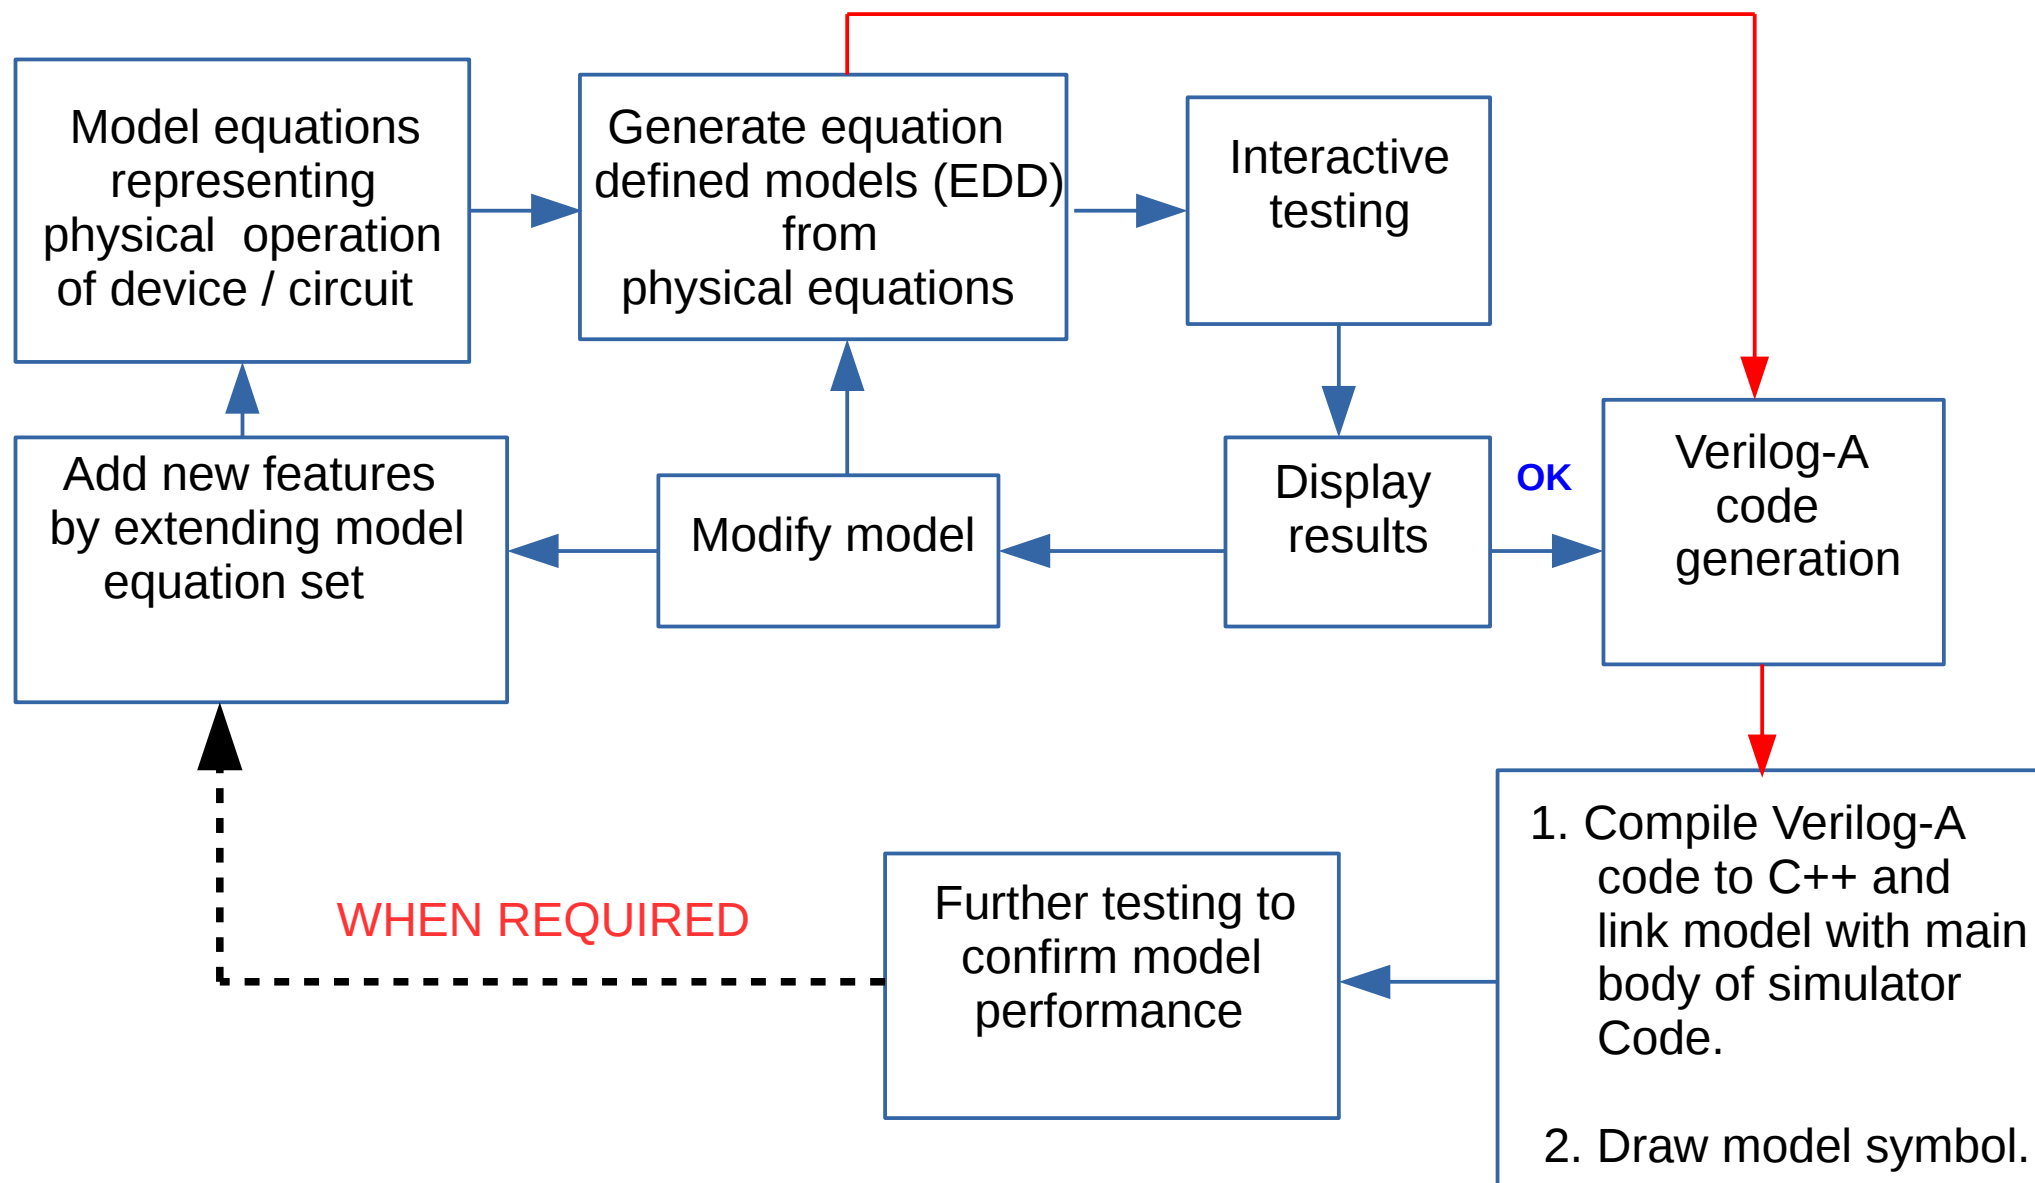 Model equations
representing
physical operation
of device / circuit
Generate equation
defined models (EDD)
from
physical equations
Interactive
testing
Add new features
by extending model
equation set
Modify model
Display
results
OK
Verilog-A
code
generation
WHEN REQUIRED
Further testing to
confirm model
performance
1. Compile Verilog-A
code to C++ and
link model with main
body of simulator
Code.
2. Draw model symbol.